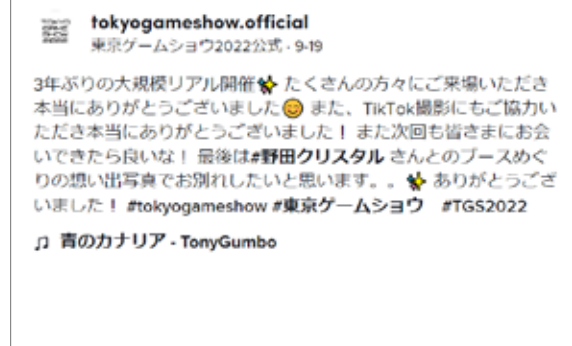 tokyogameshow.official
東京ゲームショウ2022公式 · 9-19
3年ぶりの大規模リアル開催✨ たくさんの方々にご来場いただき
本当にありがとうございました😊 また、TikTok撮影にもご協力い
ただき本当にありがとうございました！ また次回も皆さまにお会
いできたら良いな！ 最後は#野田クリスタル さんとのブースめぐ
りの想い出写真でお別れしたいと思います。。✨ ありがとうござ
いました！ #tokyogameshow #東京ゲームショウ #TGS2022
♫ 青のカナリア - TonyGumbo